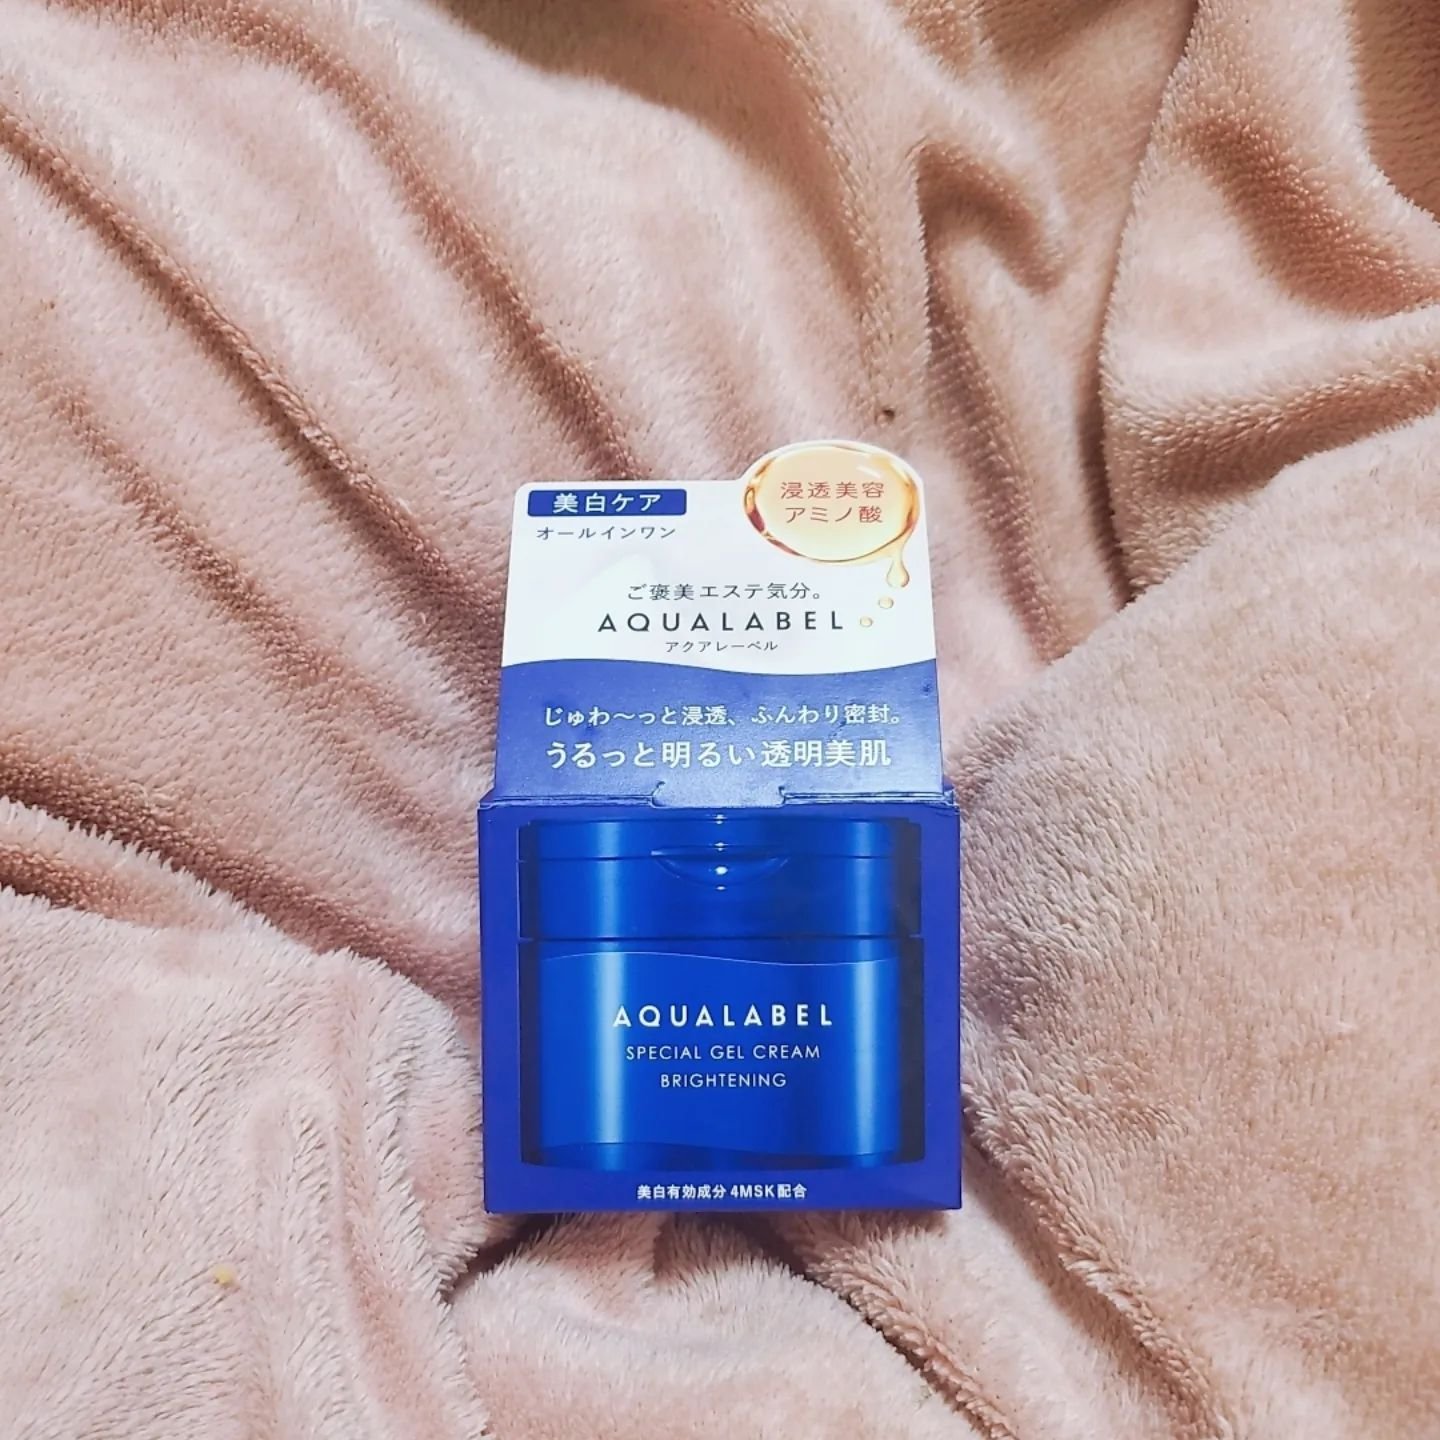 美白ケア
オールインワン
浸透美容
アミノ酸
ご褒美エステ気分。
AQUALABEL
アクアレーベル
じゅわ～っと浸透、ふんわり密封。
うるっと明るい透明美肌
AQUALABEL
SPECIAL GEL CREAM
BRIGHTENING
美白有効成分 4MSK配合